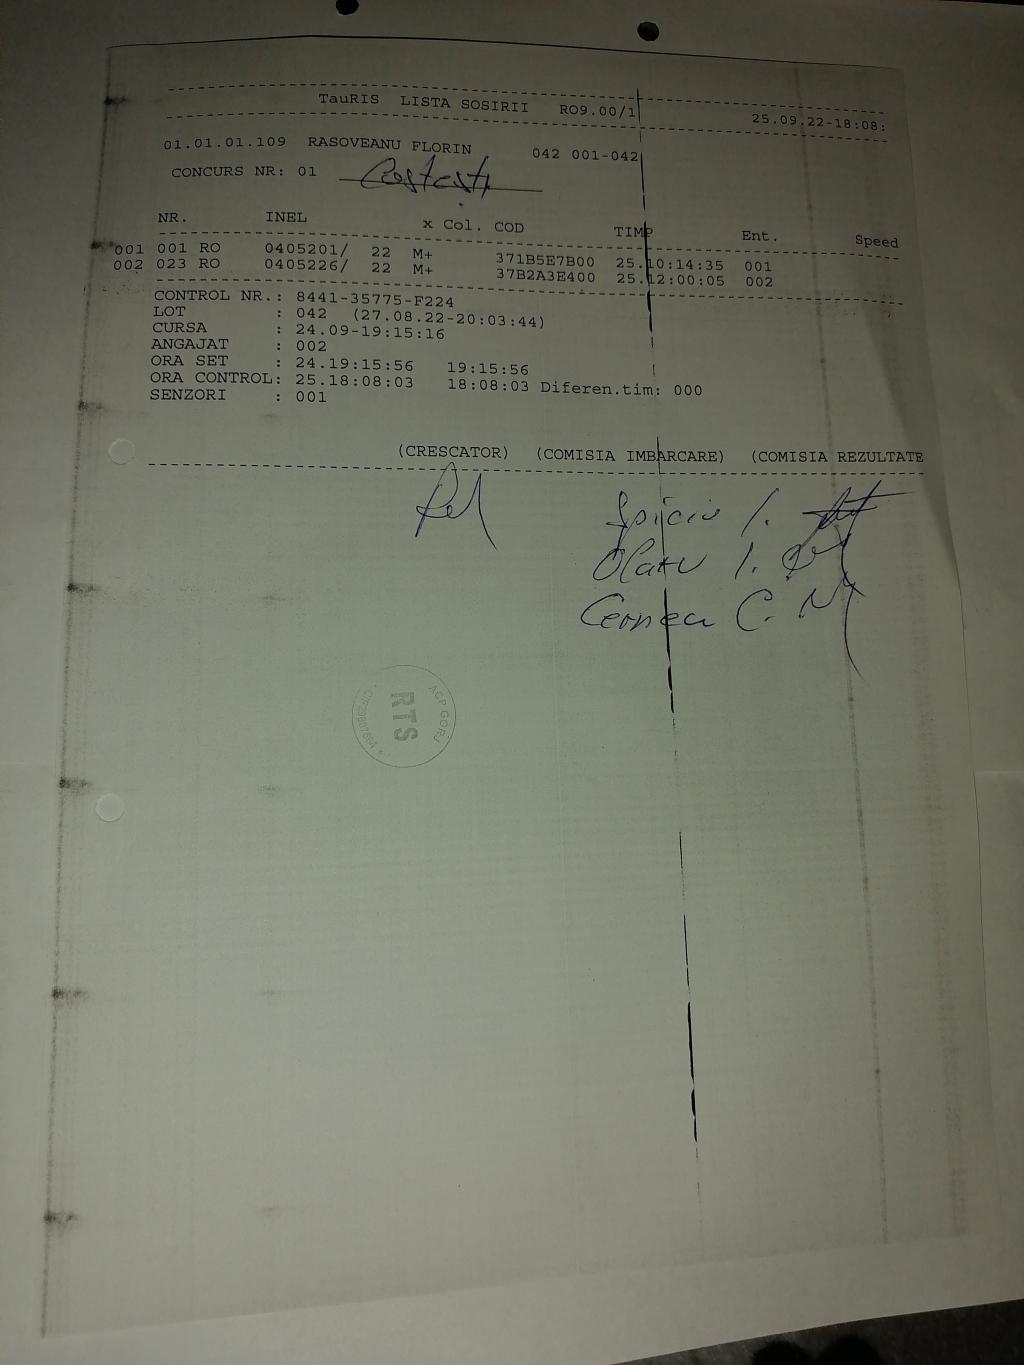 TauRIS LISTA SOSIRII RO9.00/1 25.09.22-18:08:
01.01.01.109 RASOVEANU FLORIN 042 001-042
CONCURS NR: 01 Costesti
NR. INEL x Col. COD TIMP Ent. Speed
001 001 RO 0405201/ 22 M+ 371B5E7B00 25.10:14:35 001
002 023 RO 0405226/ 22 M+ 37B2A3E400 25.12:00:05 002
CONTROL NR.: 8441-35775-F224
LOT : 042 (27.08.22-20:03:44)
CURSA : 24.09-19:15:16
ANGAJAT : 002
ORA SET : 24.19:15:56 19:15:56
ORA CONTROL: 25.18:08:03 18:08:03 Diferen.tim: 000
SENZORI : 001
(CRESCATOR) (COMISIA IMBARCARE) (COMISIA REZULTATE
Olaru I.
C.
ACP GORJ
RTS